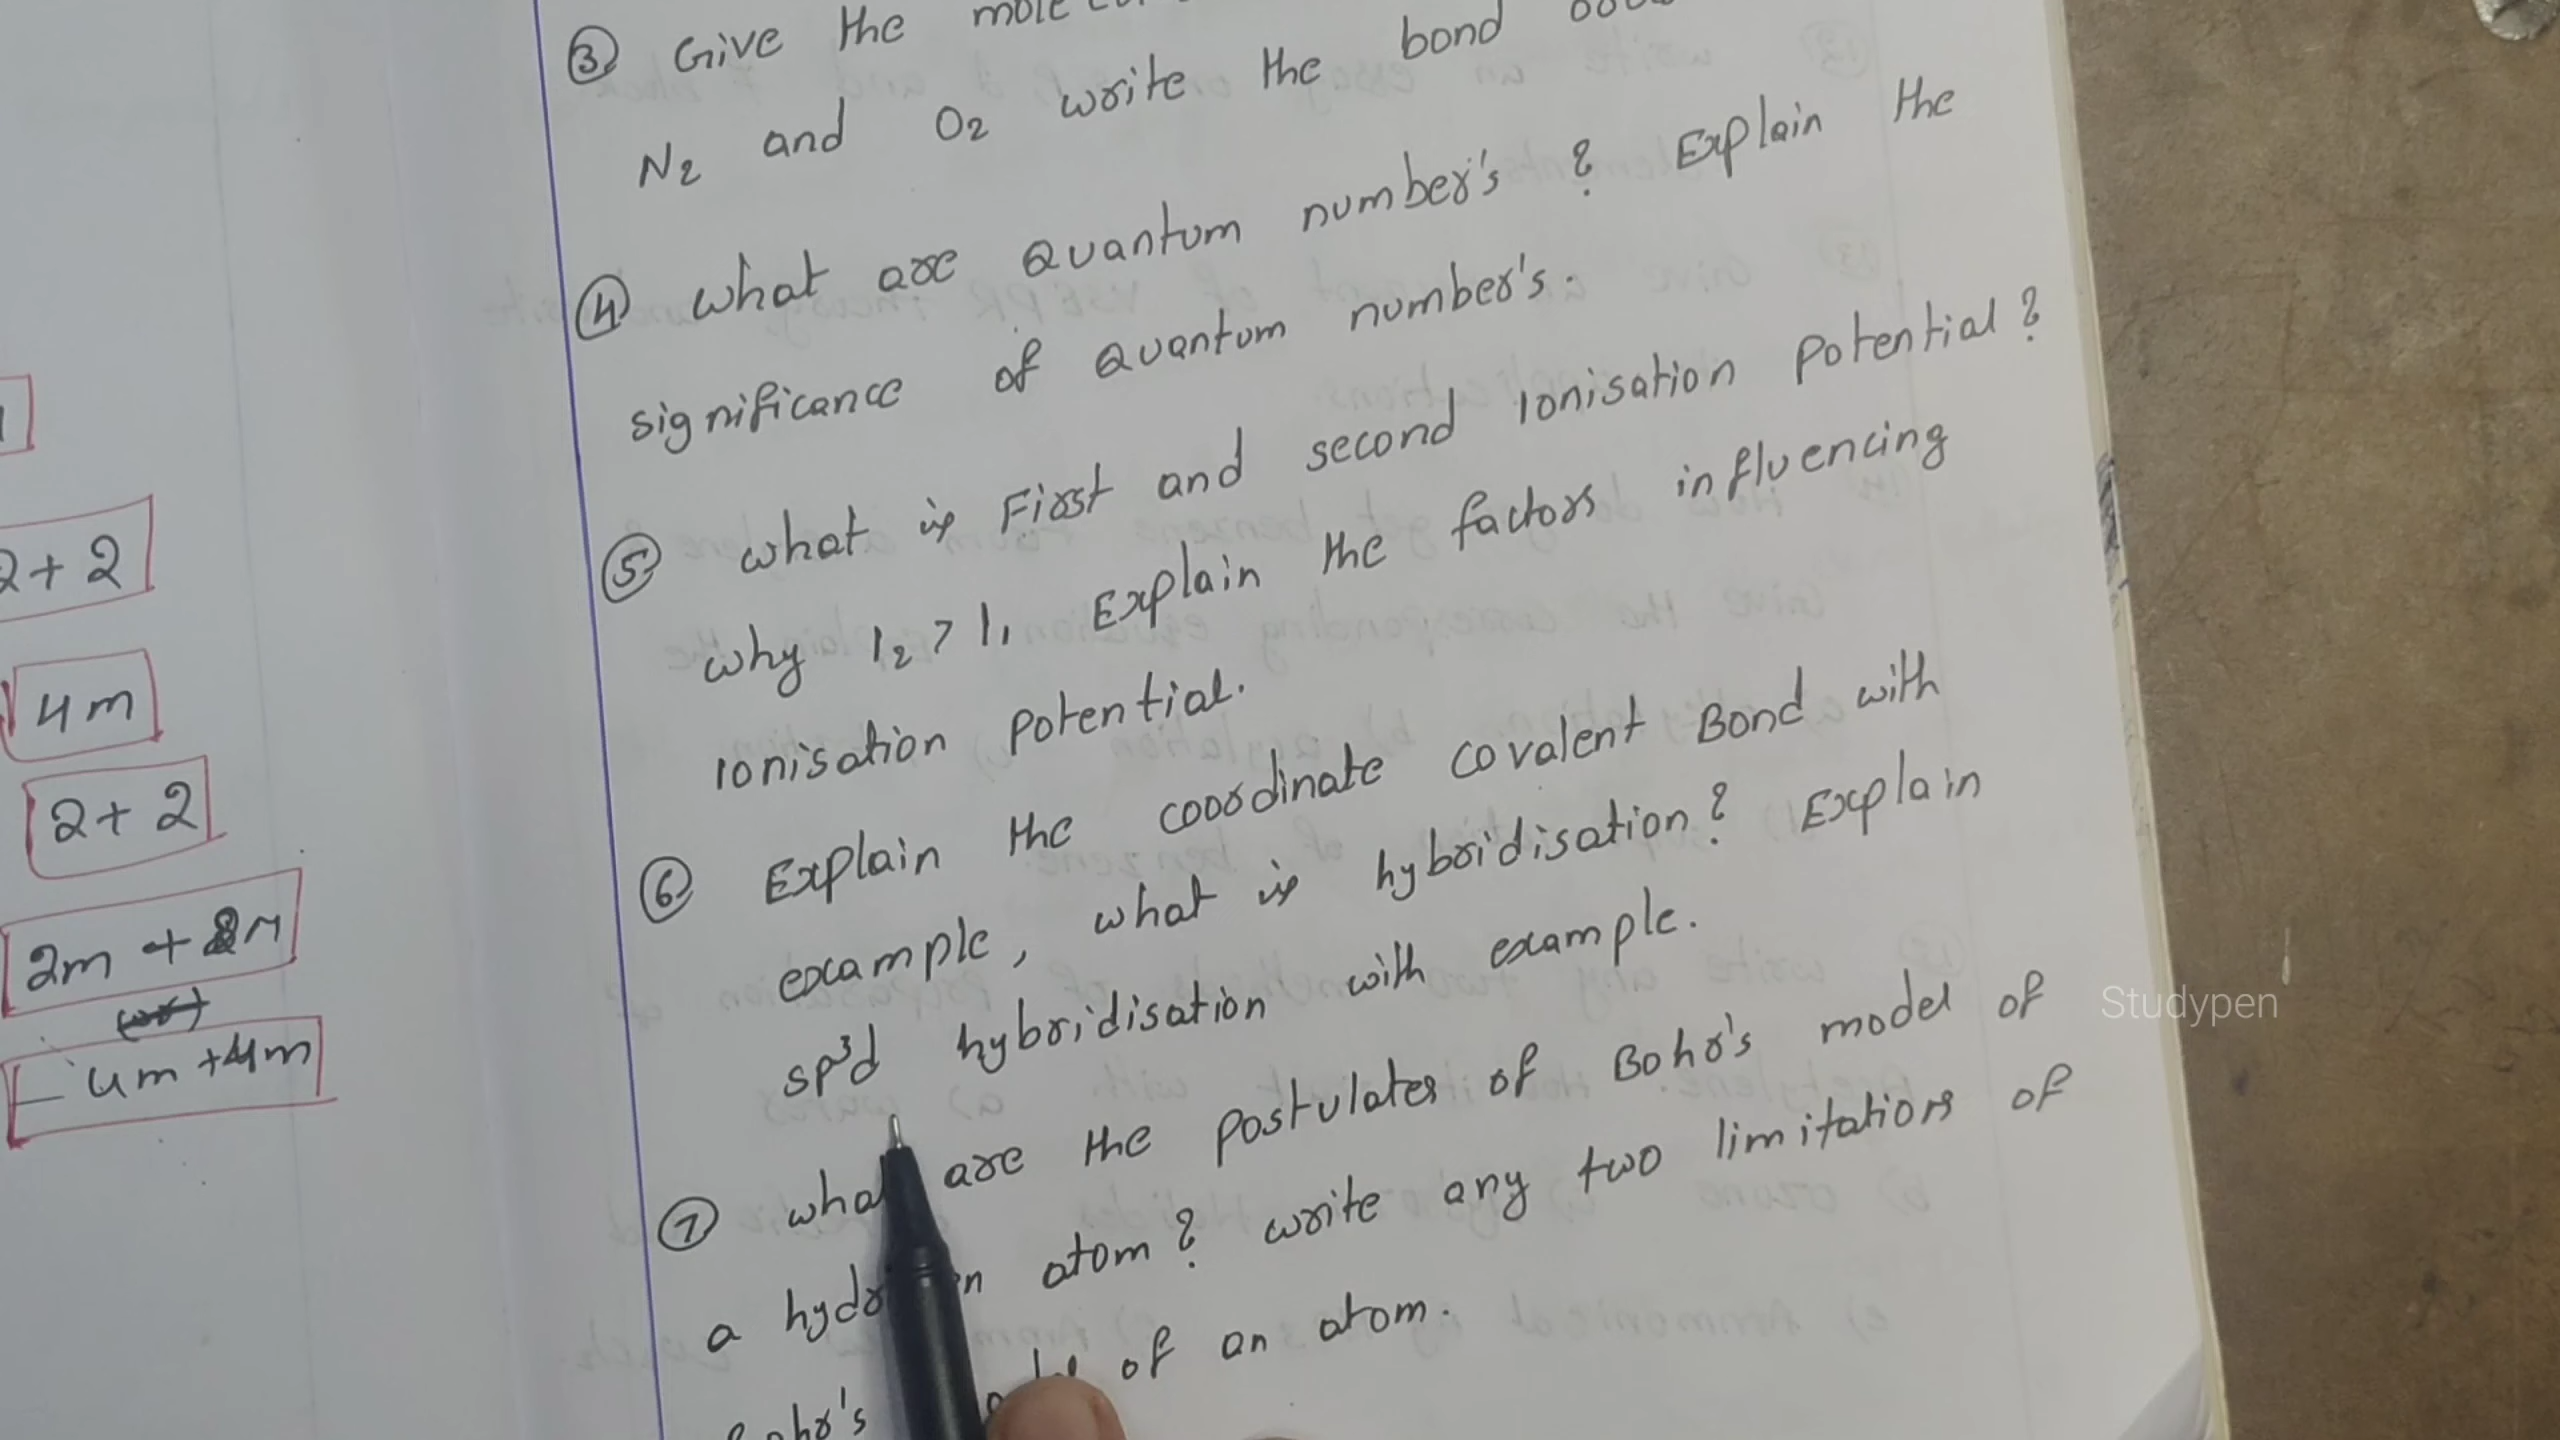 ③ Give the
N₂ and O₂ write the bond
④ What are Quantum number's? Explain the
significance of Quantum number's.
⑤ What is First and second Ionisation Potential?
why I₂ > I₁ Explain the factors influencing
Ionisation Potential.
⑥ Explain the coordinate covalent Bond with
example, what is hybridisation? Explain
sp³d hybridisation with example.
⑦ what are the Postulates of Bohr's model of
a atom? write any two limitations of
of an atom.
2 + 2
4m
2 + 2
2m +
4m + 4m
Studypen